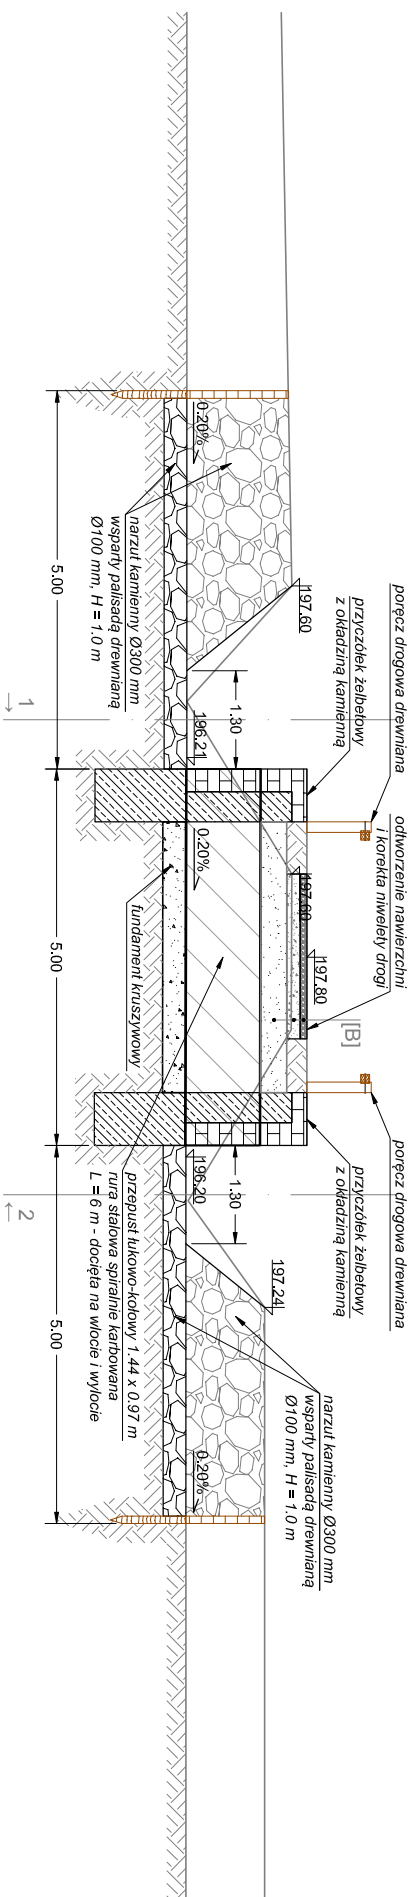 poręcz drogowa drewniana
przyczółek żelbetowy
z okładziną kamienną
odtworzenie nawierzchni
i korekta niwelety drogi
[B]
poręcz drogowa drewniana
przyczółek żelbetowy
z okładziną kamienną
197.60
197.60
197.80
197.24
narzut kamienny Ø300 mm
wsparty palisadą drewnianą
Ø100 mm, H = 1.0 m
0.20%
1.30
196.21
0.20%
196.20
1.30
0.20%
narzut kamienny Ø300 mm
wsparty palisadą drewnianą
Ø100 mm, H = 1.0 m
fundament kruszywowy
przepust łukowo-kołowy 1.44 x 0.97 m
rura stalowa spiralnie karbowana
L = 6 m - docięta na wlocie i wylocie
5.00
5.00
5.00
1
2